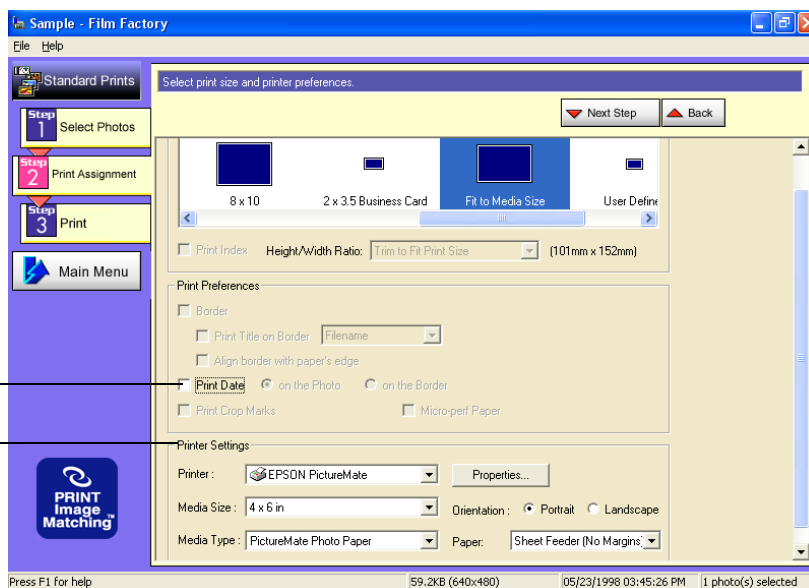 Sample - Film Factory
File Help
Standard Prints
Select print size and printer preferences.
Step 1 Select Photos
Next Step Back
Step 2 Print Assignment
8 x 10 2 x 3.5 Business Card Fit to Media Size User Define
Step 3 Print
Print Index Height/Width Ratio: Trim to Fit Print Size (101mm x 152mm)
Main Menu
Print Preferences
Border
Print Title on Border Filename
Align border with paper's edge
Print Date on the Photo on the Border
Print Crop Marks Micro-perf Paper
Printer Settings
Printer : EPSON PictureMate Properties...
Media Size : 4 x 6 in Orientation : Portrait Landscape
Media Type : PictureMate Photo Paper Paper: Sheet Feeder (No Margins)
PRINT
Image
Matching™
Press F1 for help 59.2KB (640x480) 05/23/1998 03:45:26 PM 1 photo(s) selected